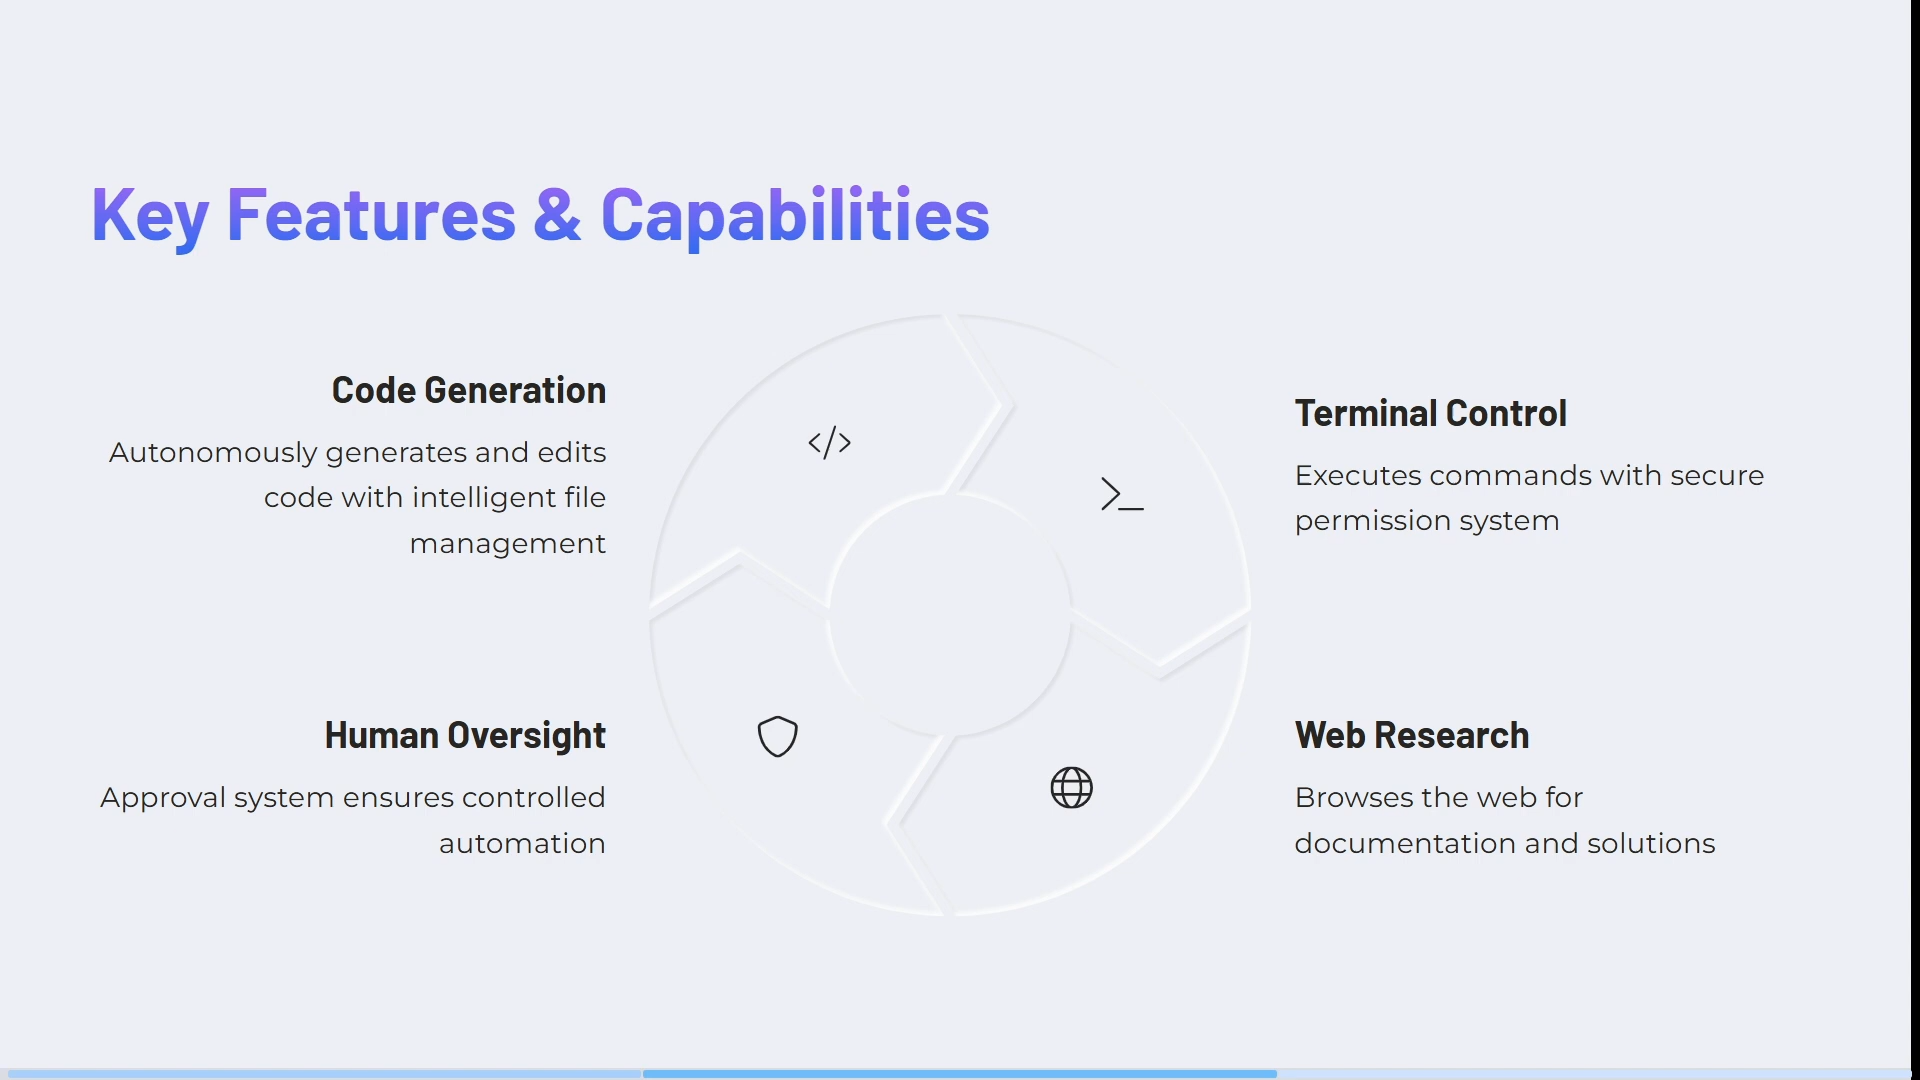 Key Features & Capabilities
Code Generation
Autonomously generates and edits
code with intelligent file
management
Terminal Control
Executes commands with secure
permission system
Human Oversight
Approval system ensures controlled
automation
Web Research
Browses the web for
documentation and solutions